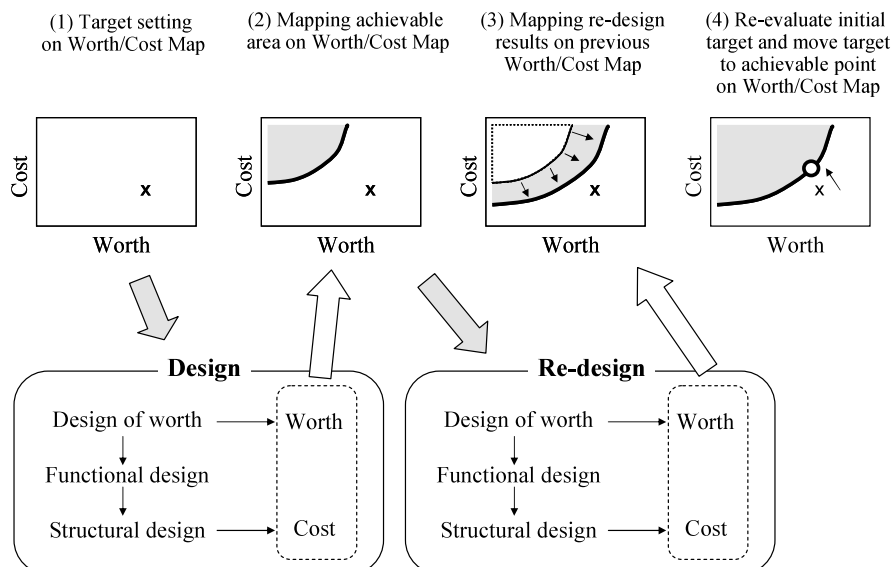 (1) Target setting
on Worth/Cost Map
(2) Mapping achievable
area on Worth/Cost Map
(3) Mapping re-design
results on previous
Worth/Cost Map
(4) Re-evaluate initial
target and move target
to achievable point
on Worth/Cost Map
Cost
x
Worth
Cost
x
Worth
Cost
x
Worth
Cost
x
Worth
Design
Design of worth
Worth
Functional design
Structural design
Cost
Re-design
Design of worth
Worth
Functional design
Structural design
Cost